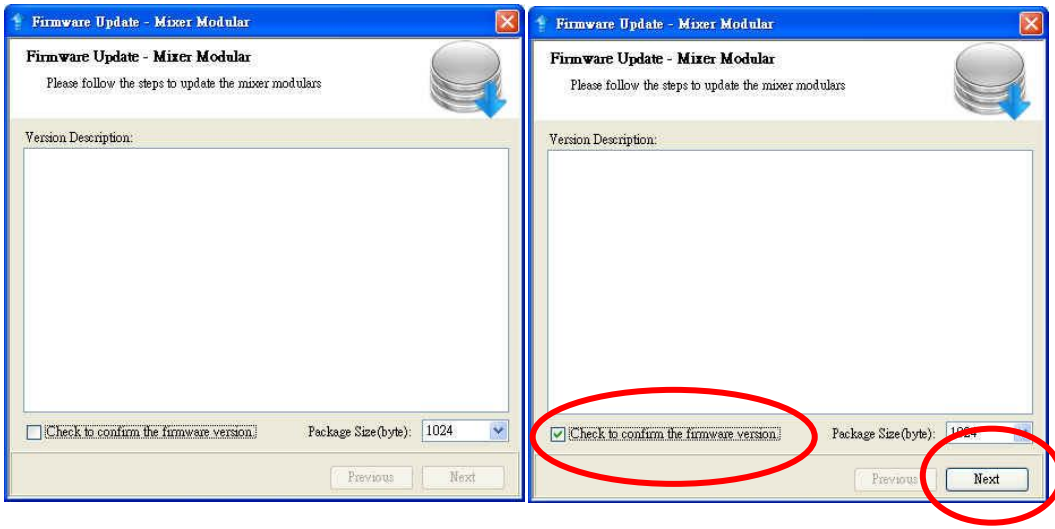 Firmware Update - Mixer Modular
Firmware Update - Mixer Modular
Please follow the steps to update the mixer modulars
Version Description:
Check to confirm the firmware version.
Package Size(byte): 1024
Previous Next
Firmware Update - Mixer Modular
Firmware Update - Mixer Modular
Please follow the steps to update the mixer modulars
Version Description:
Check to confirm the firmware version.
Package Size(byte): 1024
Previous Next